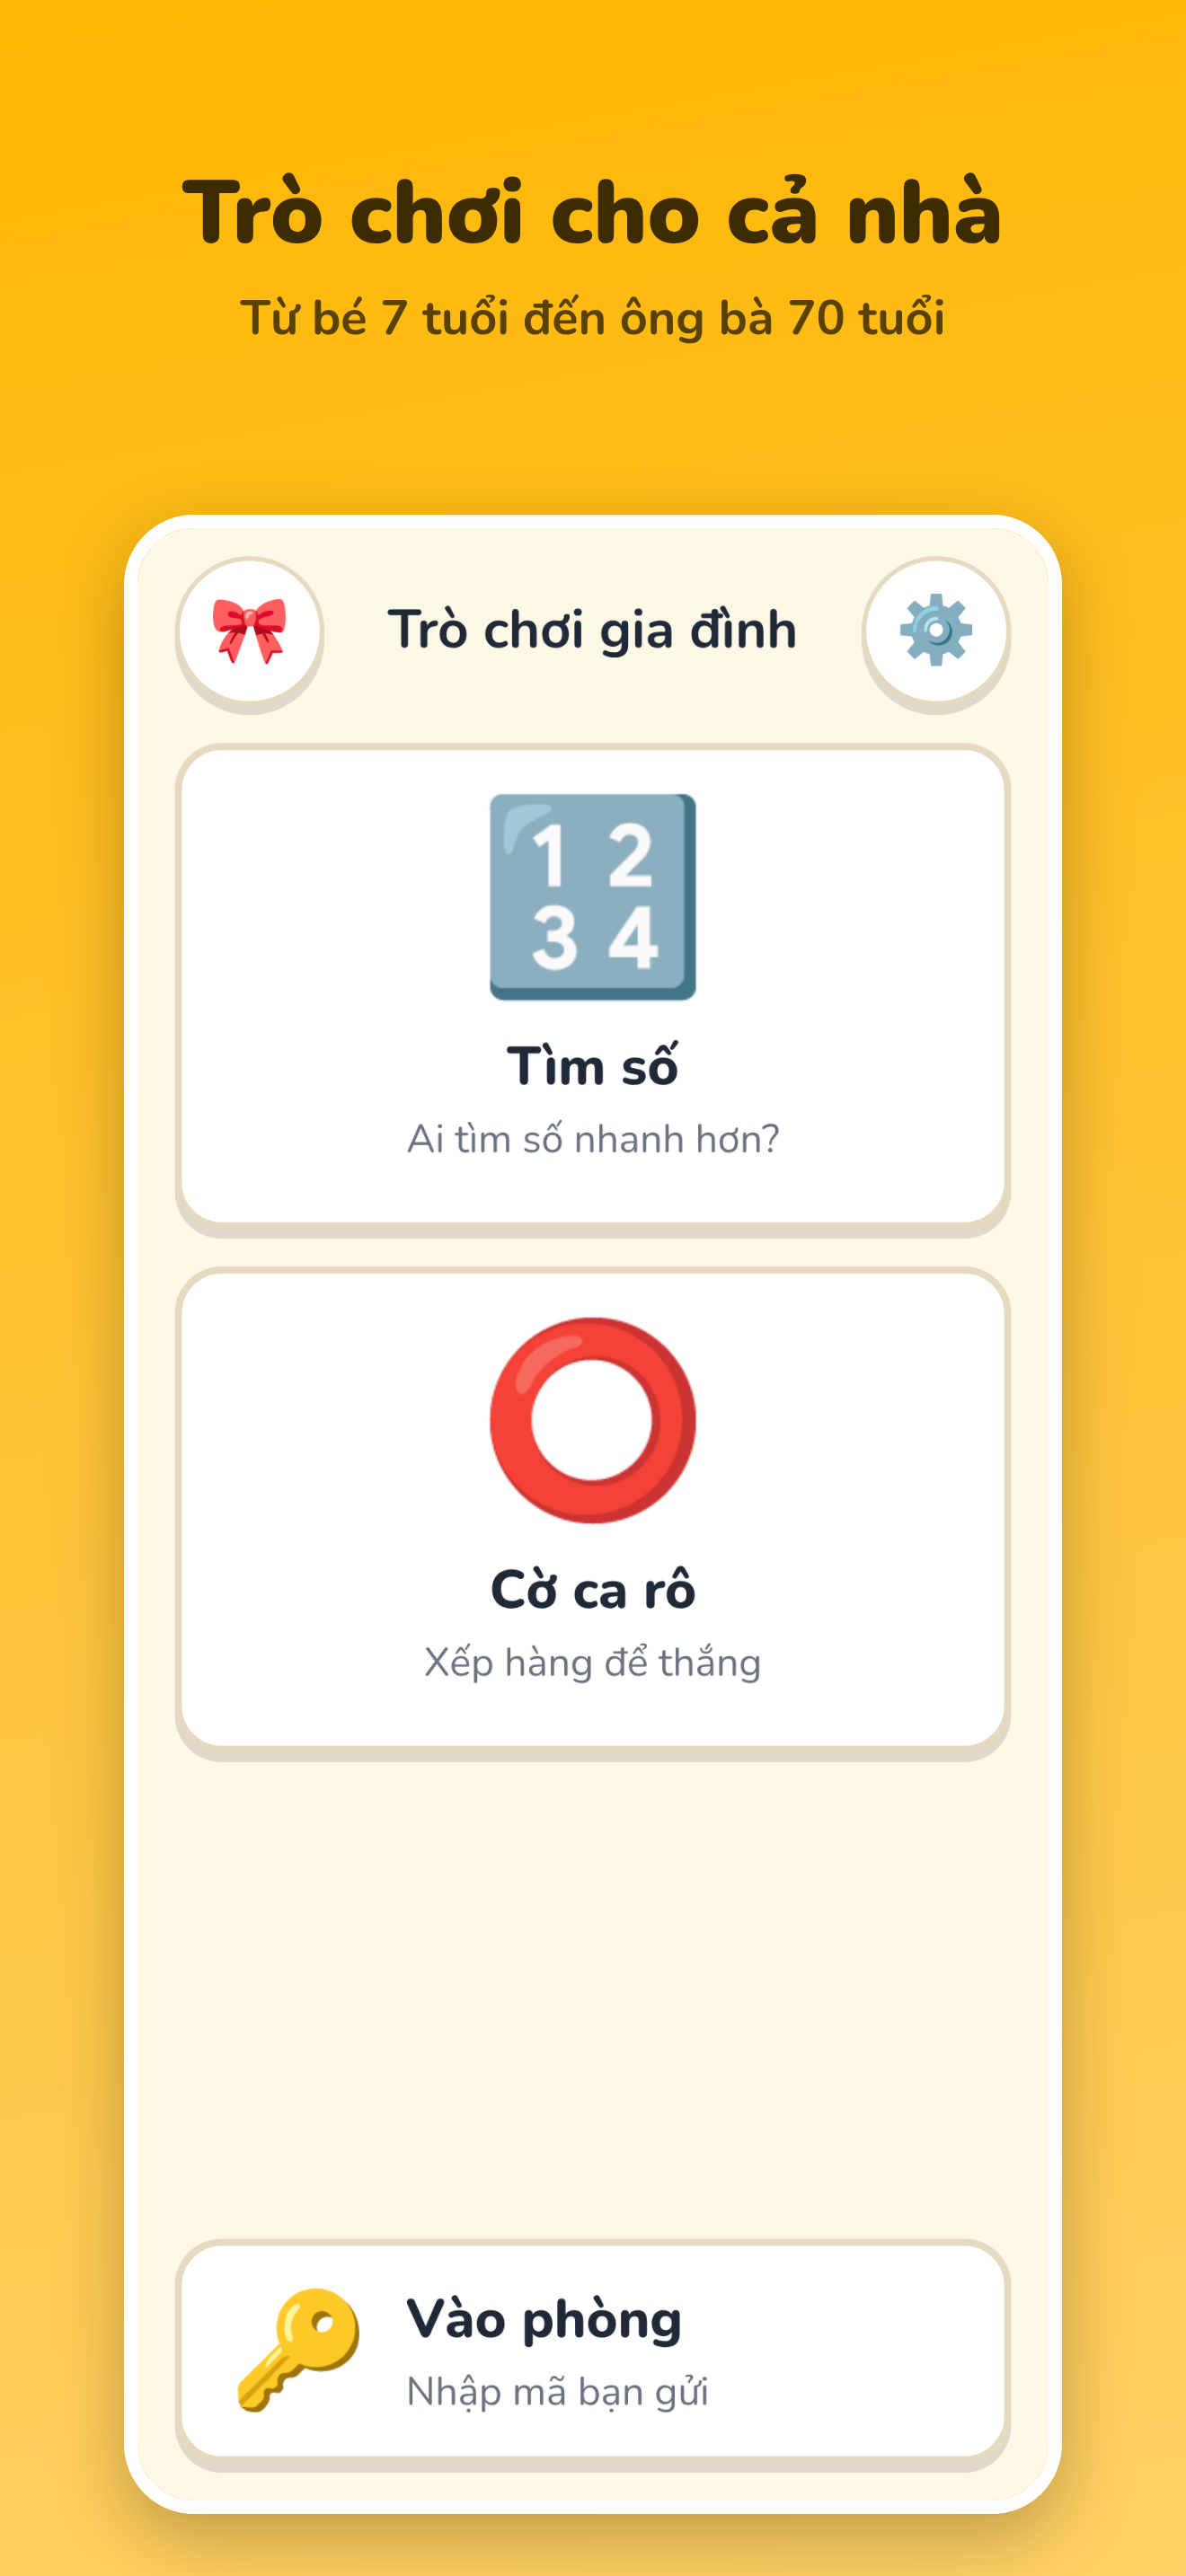 Trò chơi cho cả nhà
Từ bé 7 tuổi đến ông bà 70 tuổi
Trò chơi gia đình
1 2
3 4
Tìm số
Ai tìm số nhanh hơn?
Cờ ca rô
Xếp hàng để thắng
Vào phòng
Nhập mã bạn gửi